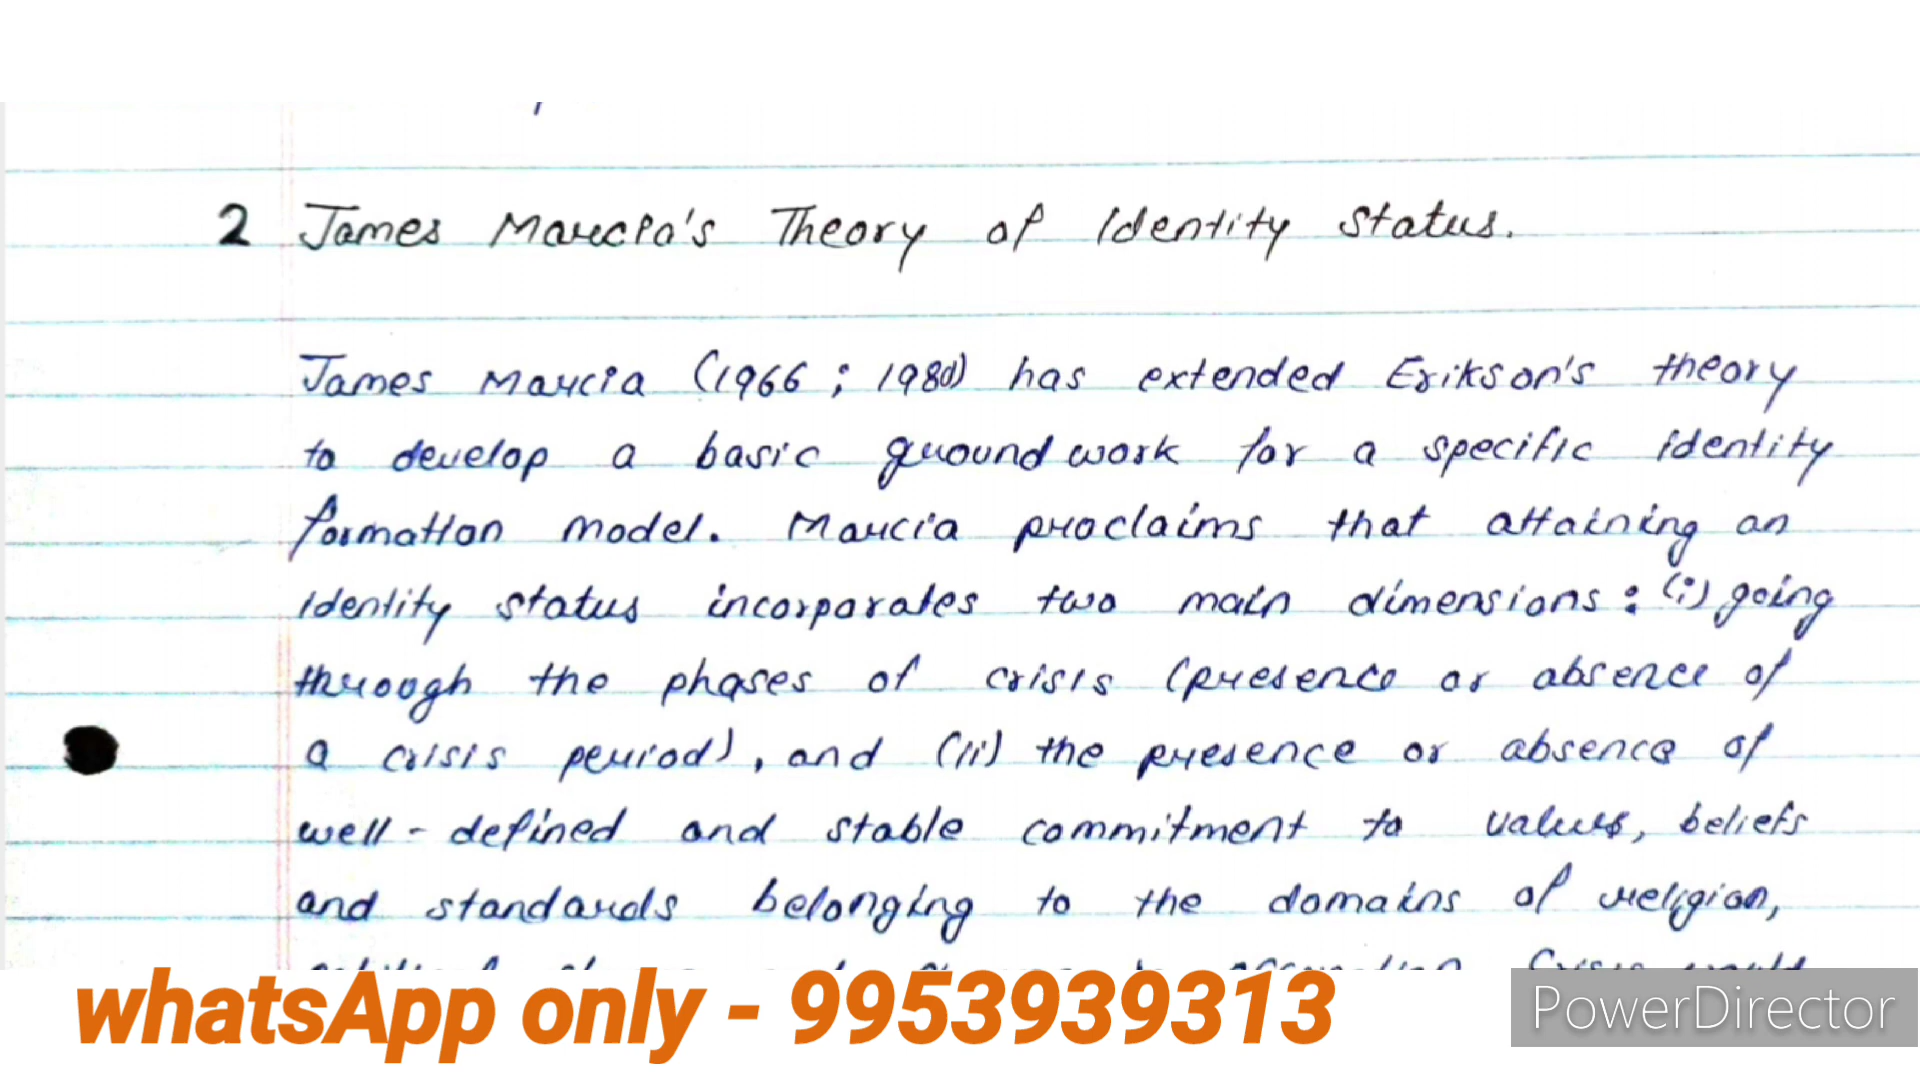 2 James Marcia's Theory of Identity status.
James Marcia (1966; 1980) has extended Erikson's theory
to develop a basic ground work for a specific identity
formation model. Marcia proclaims that attaining an
identity status incorporates two main dimensions: (i) going
through the phases of crisis (presence or absence of
a crisis period), and (ii) the presence or absence of
well-defined and stable commitment to values, beliefs
and standards belonging to the domains of religion,
whatsApp only - 9953939313
PowerDirector